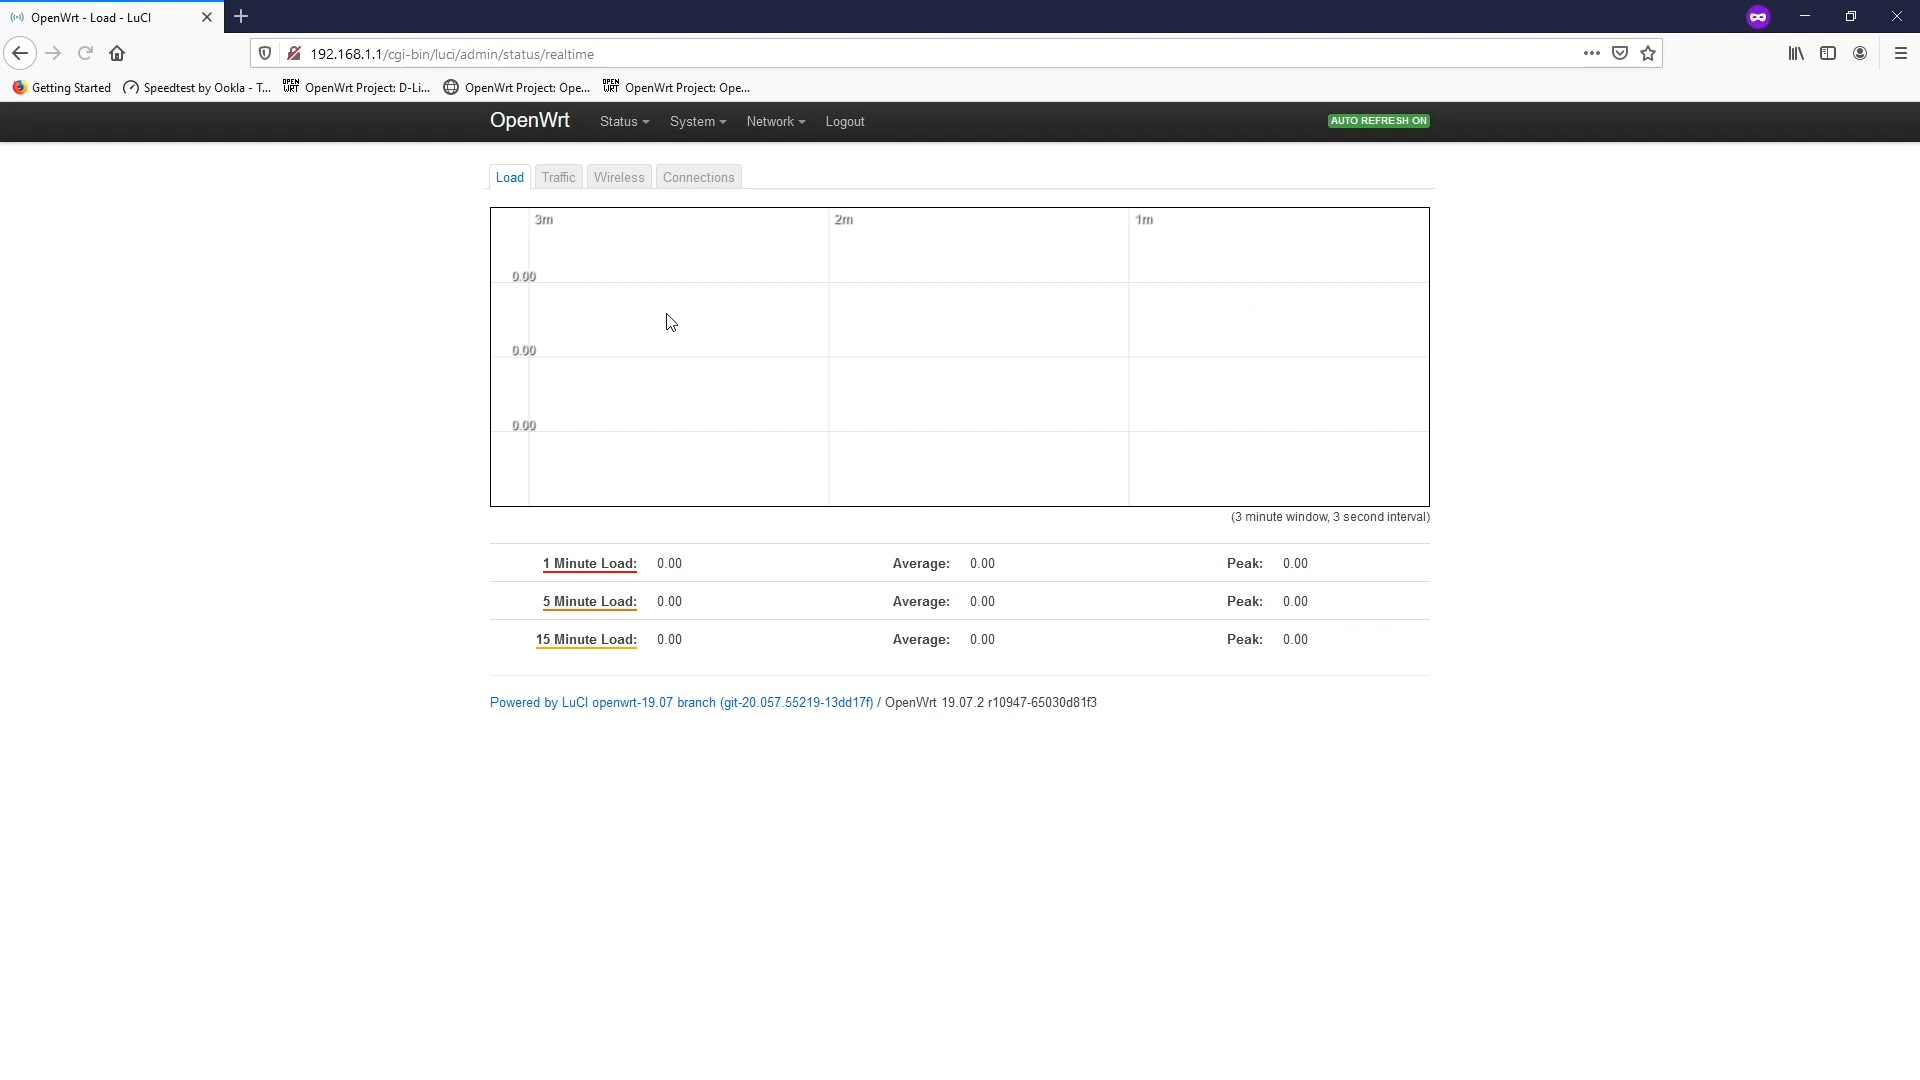 OpenWrt - Load - LuCI
192.168.1.1/cgi-bin/luci/admin/status/realtime
Getting Started Speedtest by Ookla - T... OpenWrt Project: D-Li... OpenWrt Project: Ope... OpenWrt Project: Ope...
OpenWrt Status System Network Logout AUTO REFRESH ON
Load Traffic Wireless Connections
3m 2m 1m
0.00
0.00
0.00
(3 minute window, 3 second interval)
1 Minute Load: 0.00 Average: 0.00 Peak: 0.00
5 Minute Load: 0.00 Average: 0.00 Peak: 0.00
15 Minute Load: 0.00 Average: 0.00 Peak: 0.00
Powered by LuCI openwrt-19.07 branch (git-20.057.55219-13dd17f) / OpenWrt 19.07.2 r10947-65030d81f3